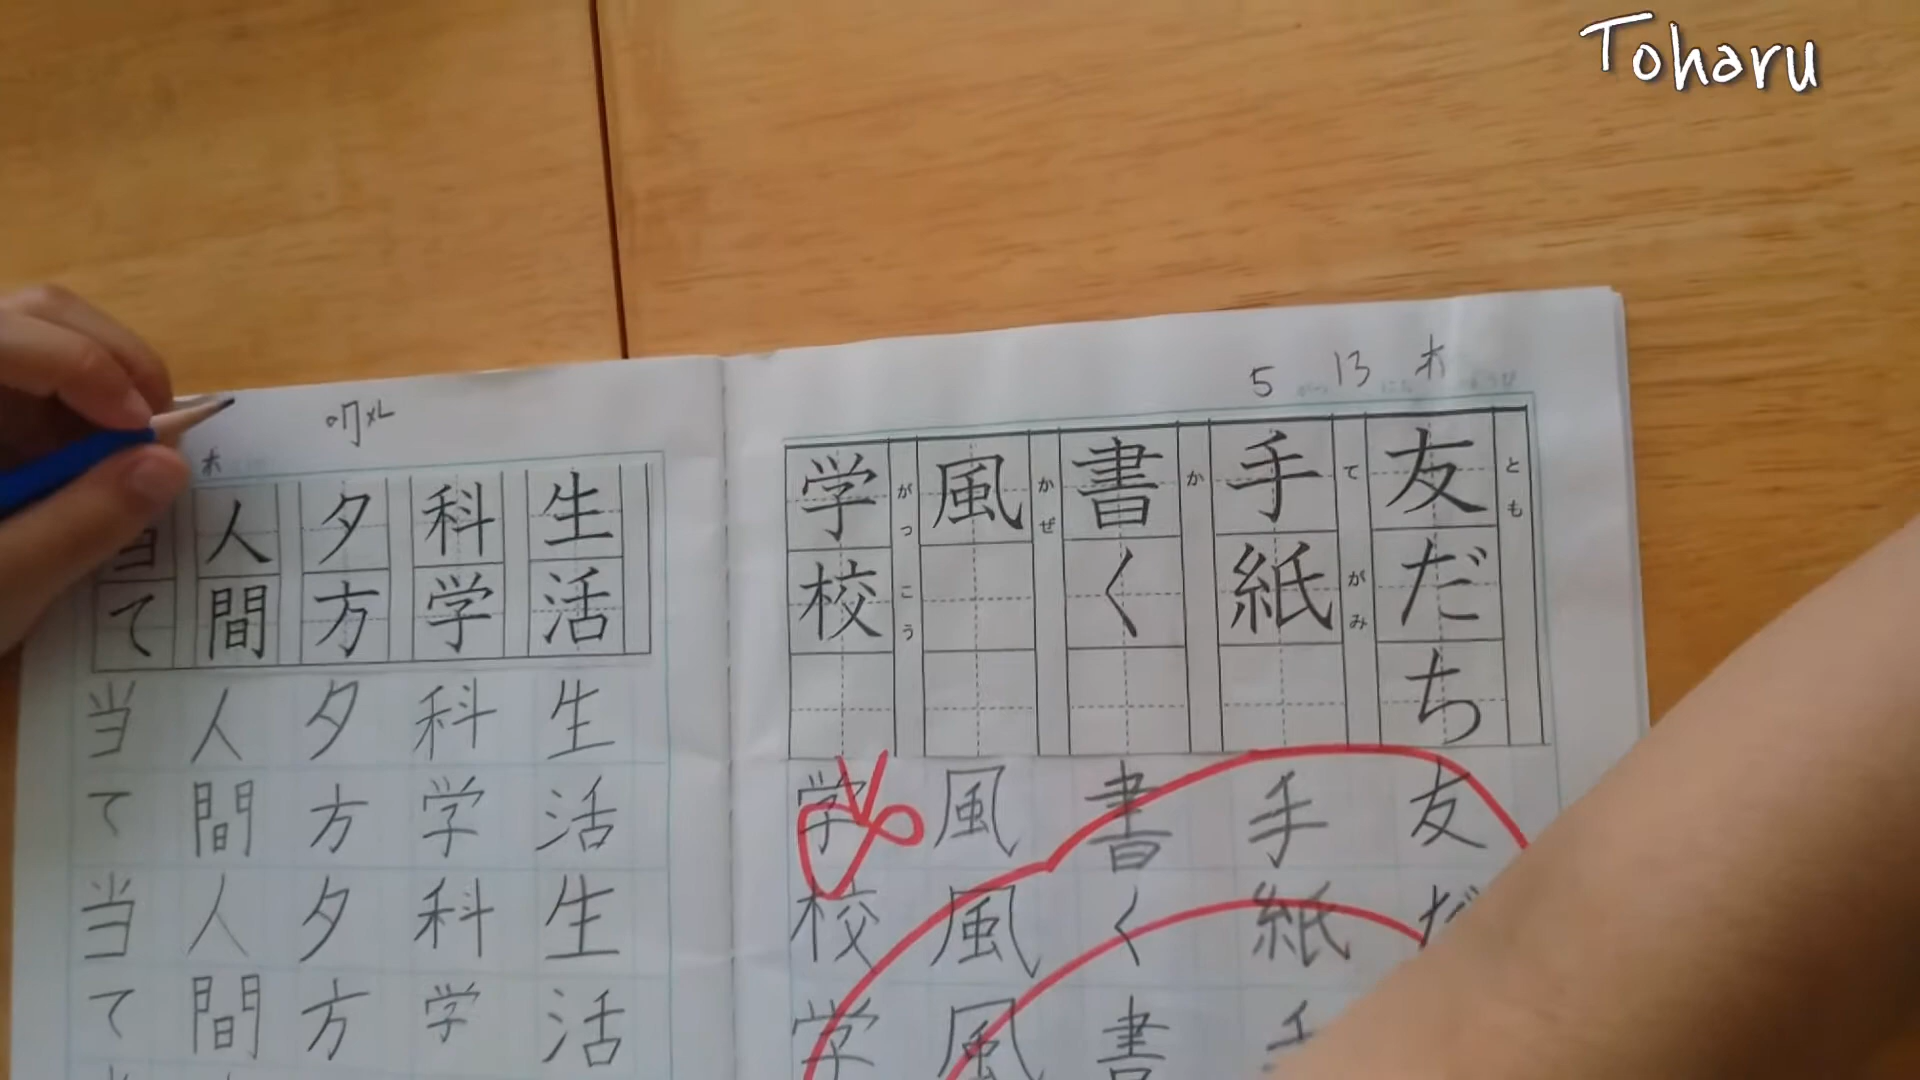 Toharu
5 13 木
友だち
とも
手紙
てがみ
書く
か
風
かぜ
学校
がっこう
友だ
手紙手
書く書
風風風
学校学
木
生活
科学
夕方
人間
当て
生活生活
科学科学
夕方夕方
人間人間
当て当て